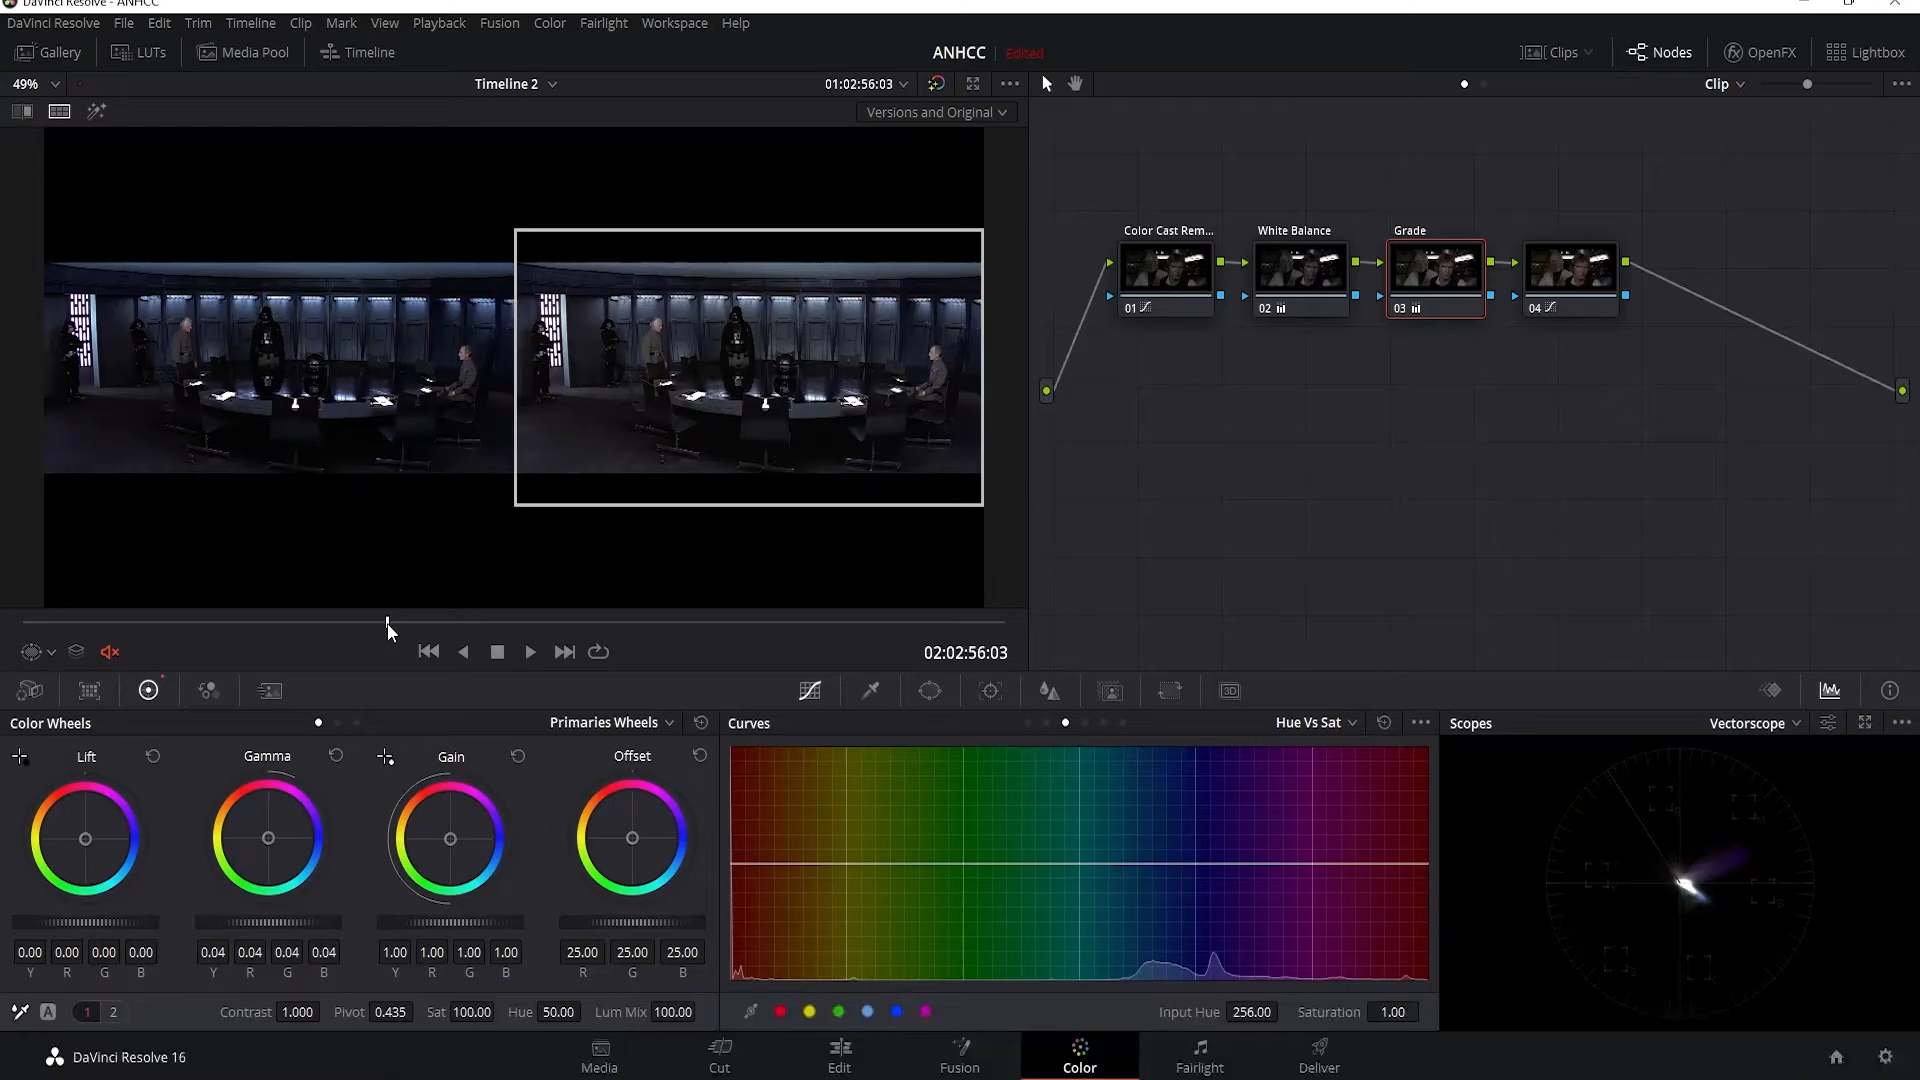 DaVinci Resolve - ANHCC
DaVinci Resolve File Edit Trim Timeline Clip Mark View Playback Fusion Color Fairlight Workspace Help
Gallery LUTs Media Pool Timeline ANHCC Edited Clips Nodes OpenFX Lightbox
49% Timeline 2 01:02:56:03 Clip
Versions and Original
Color Cast Rem... White Balance Grade
01 02 03 04
02:02:56:03
3D
Color Wheels Primaries Wheels Curves Hue Vs Sat Scopes Vectorscope
Lift Gamma Gain Offset
0.00 0.00 0.00 0.00 0.04 0.04 0.04 0.04 1.00 1.00 1.00 1.00 25.00 25.00 25.00
Y R G B Y R G B Y R G B R G B
A 1 2 Contrast 1.000 Pivot 0.435 Sat 100.00 Hue 50.00 Lum Mix 100.00 Input Hue 256.00 Saturation 1.00
DaVinci Resolve 16 Media Cut Edit Fusion Color Fairlight Deliver